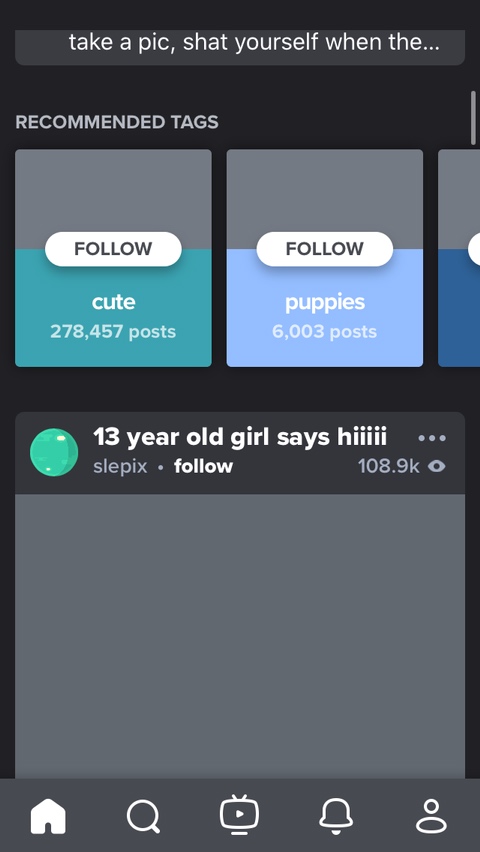 take a pic, shat yourself when the...
RECOMMENDED TAGS
FOLLOW
FOLLOW
cute
puppies
278,457 posts
6,003 posts
13 year old girl says hiiiii
slepix • follow
108.9k